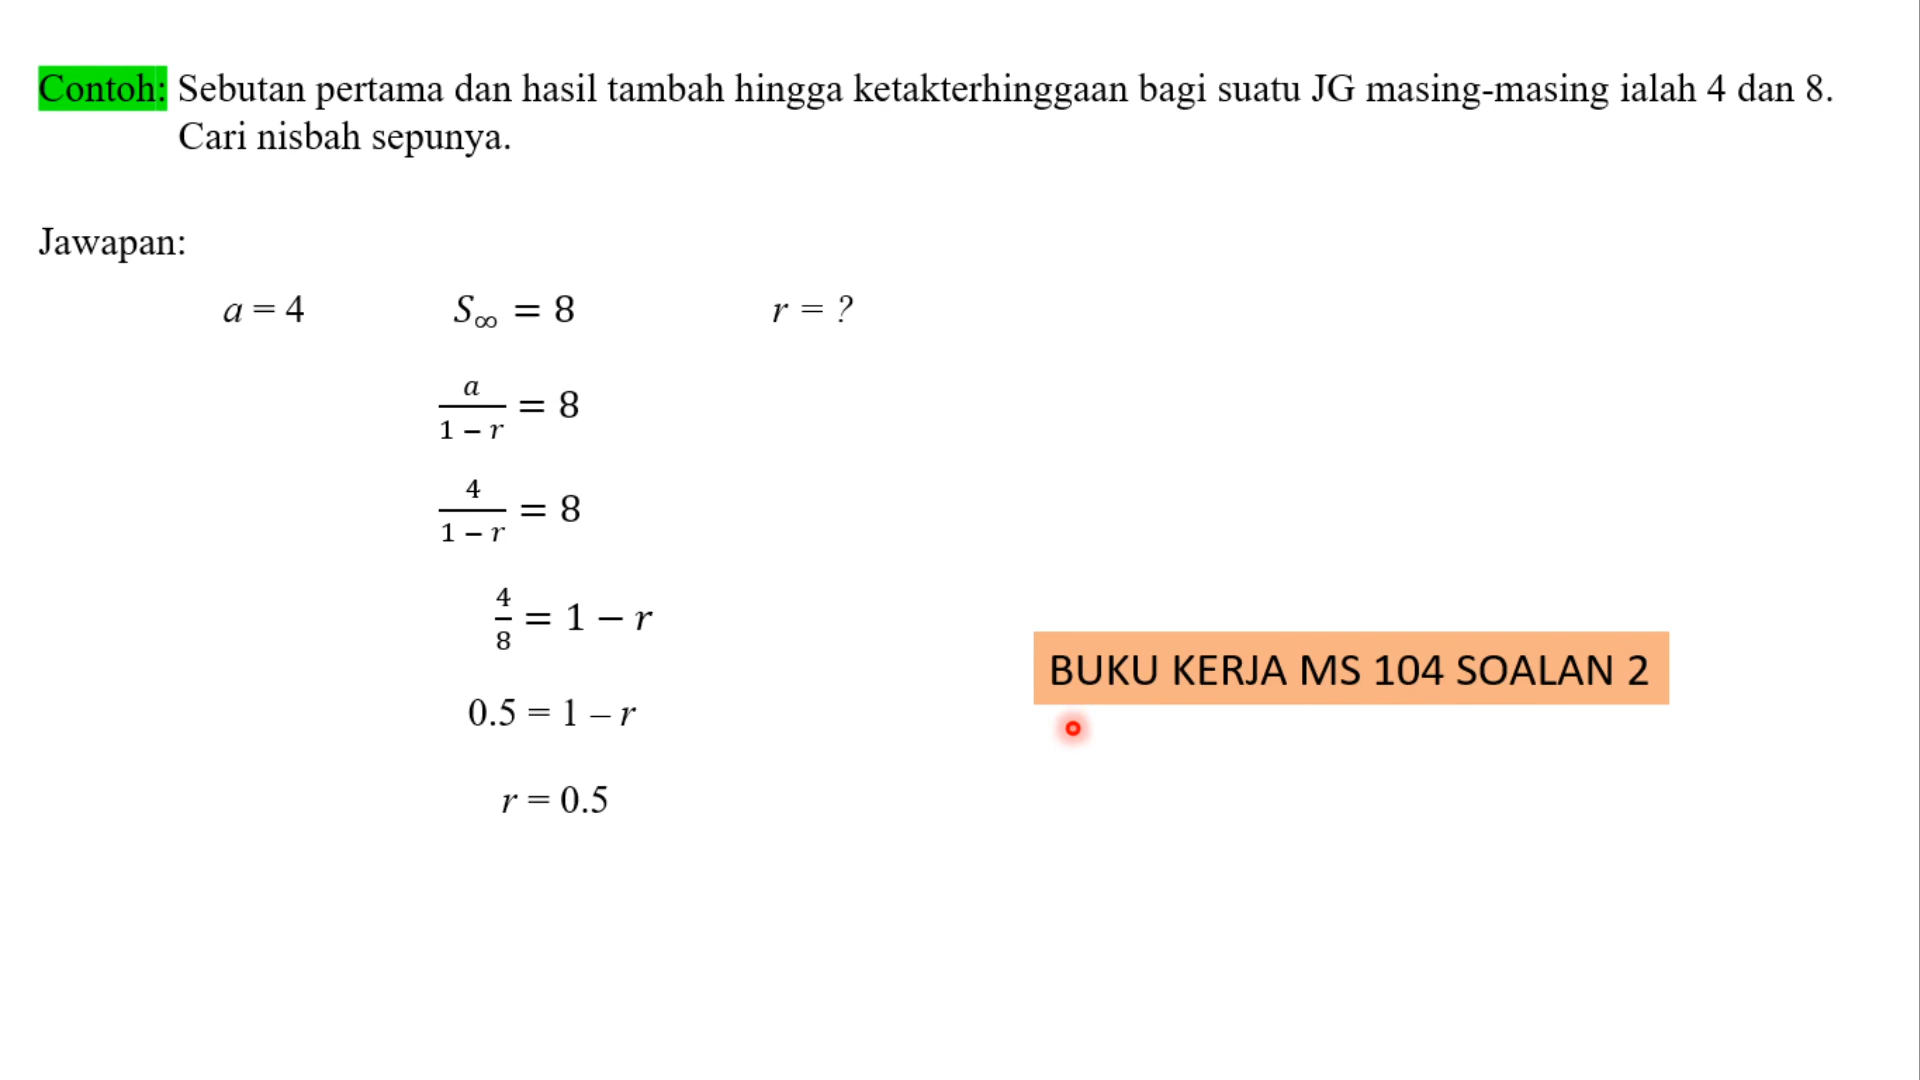 Contoh: Sebutan pertama dan hasil tambah hingga ketakterhinggaan bagi suatu JG masing-masing ialah 4 dan 8.
Cari nisbah sepunya.
Jawapan:
a = 4 S∞ = 8 r = ?
a/(1 − r) = 8
4/(1 − r) = 8
4/8 = 1 − r
BUKU KERJA MS 104 SOALAN 2
0.5 = 1 – r
r = 0.5